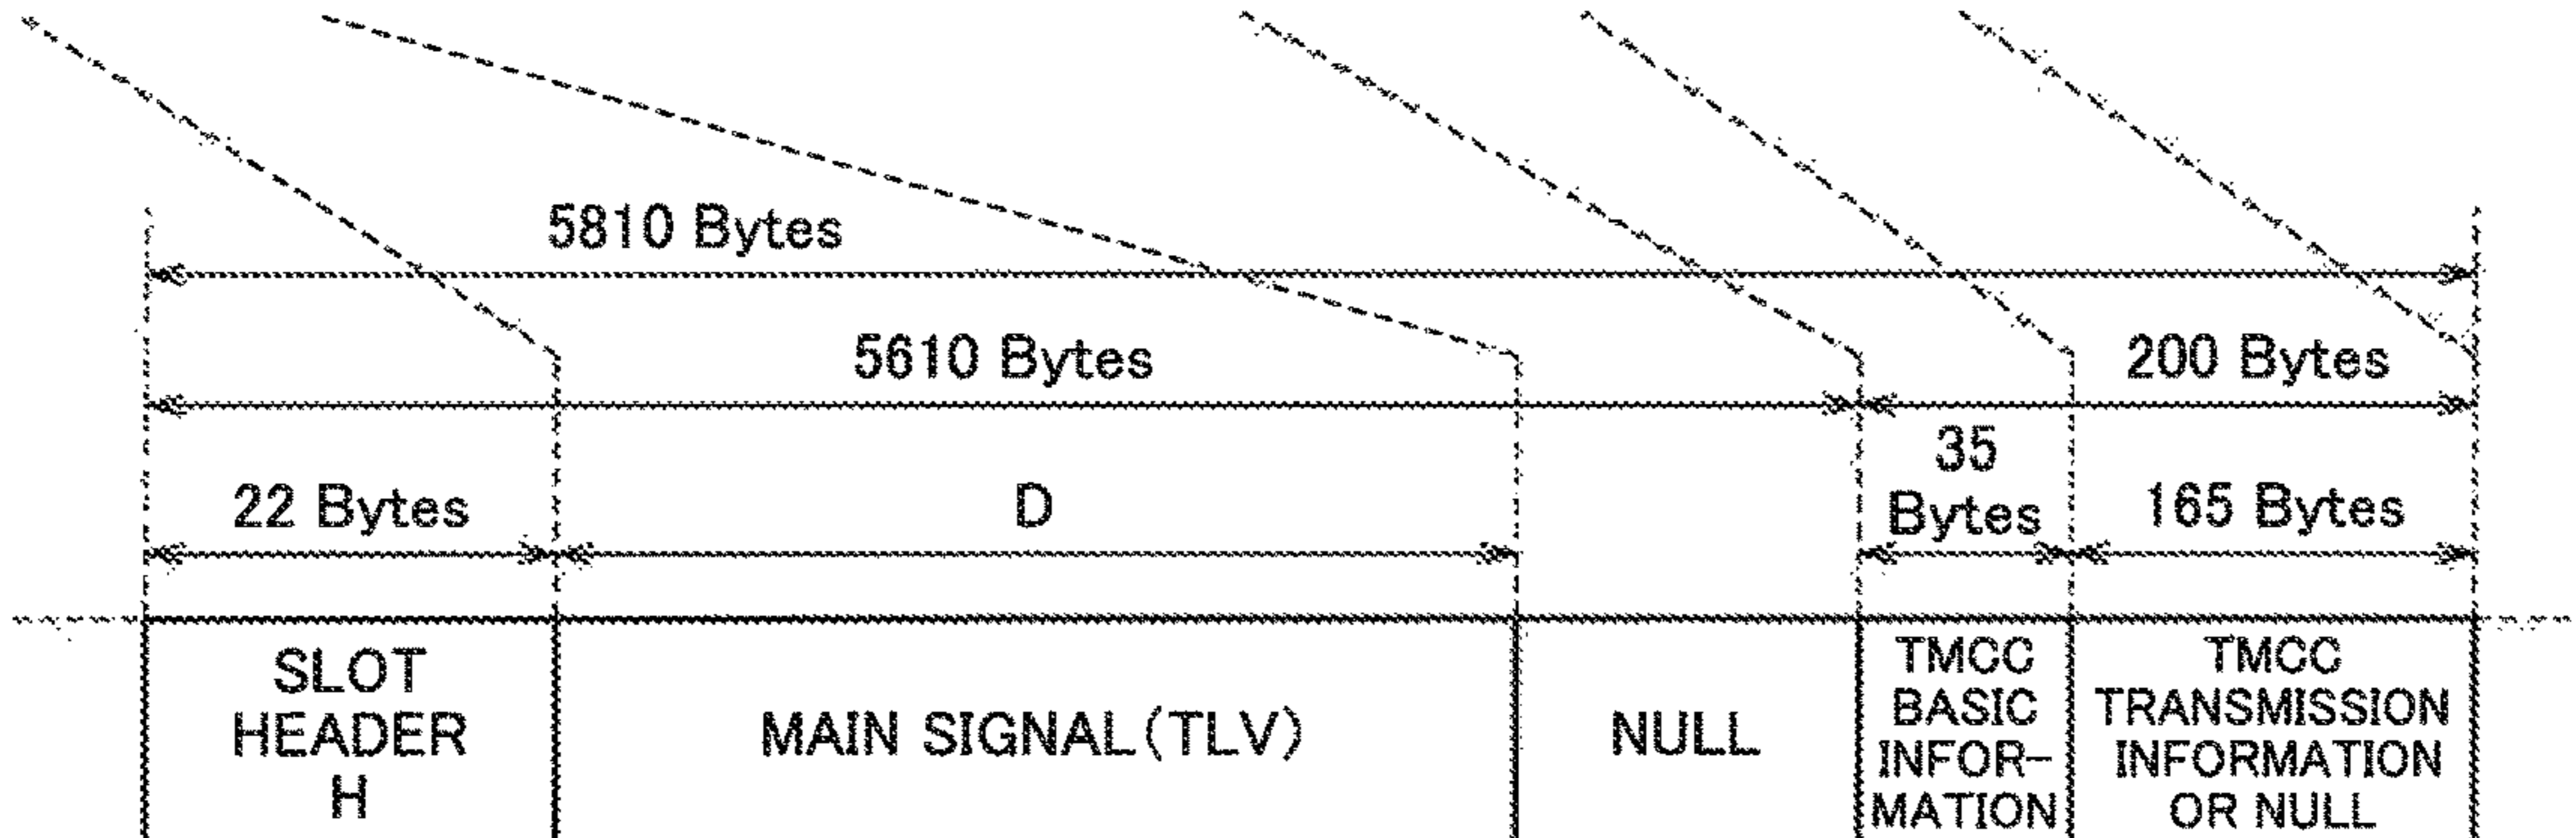 5810 Bytes
5610 Bytes
200 Bytes
22 Bytes
D
35
Bytes
165 Bytes
SLOT
HEADER
H
MAIN SIGNAL(TLV)
NULL
TMCC
BASIC
INFOR-
MATION
TMCC
TRANSMISSION
INFORMATION
OR NULL